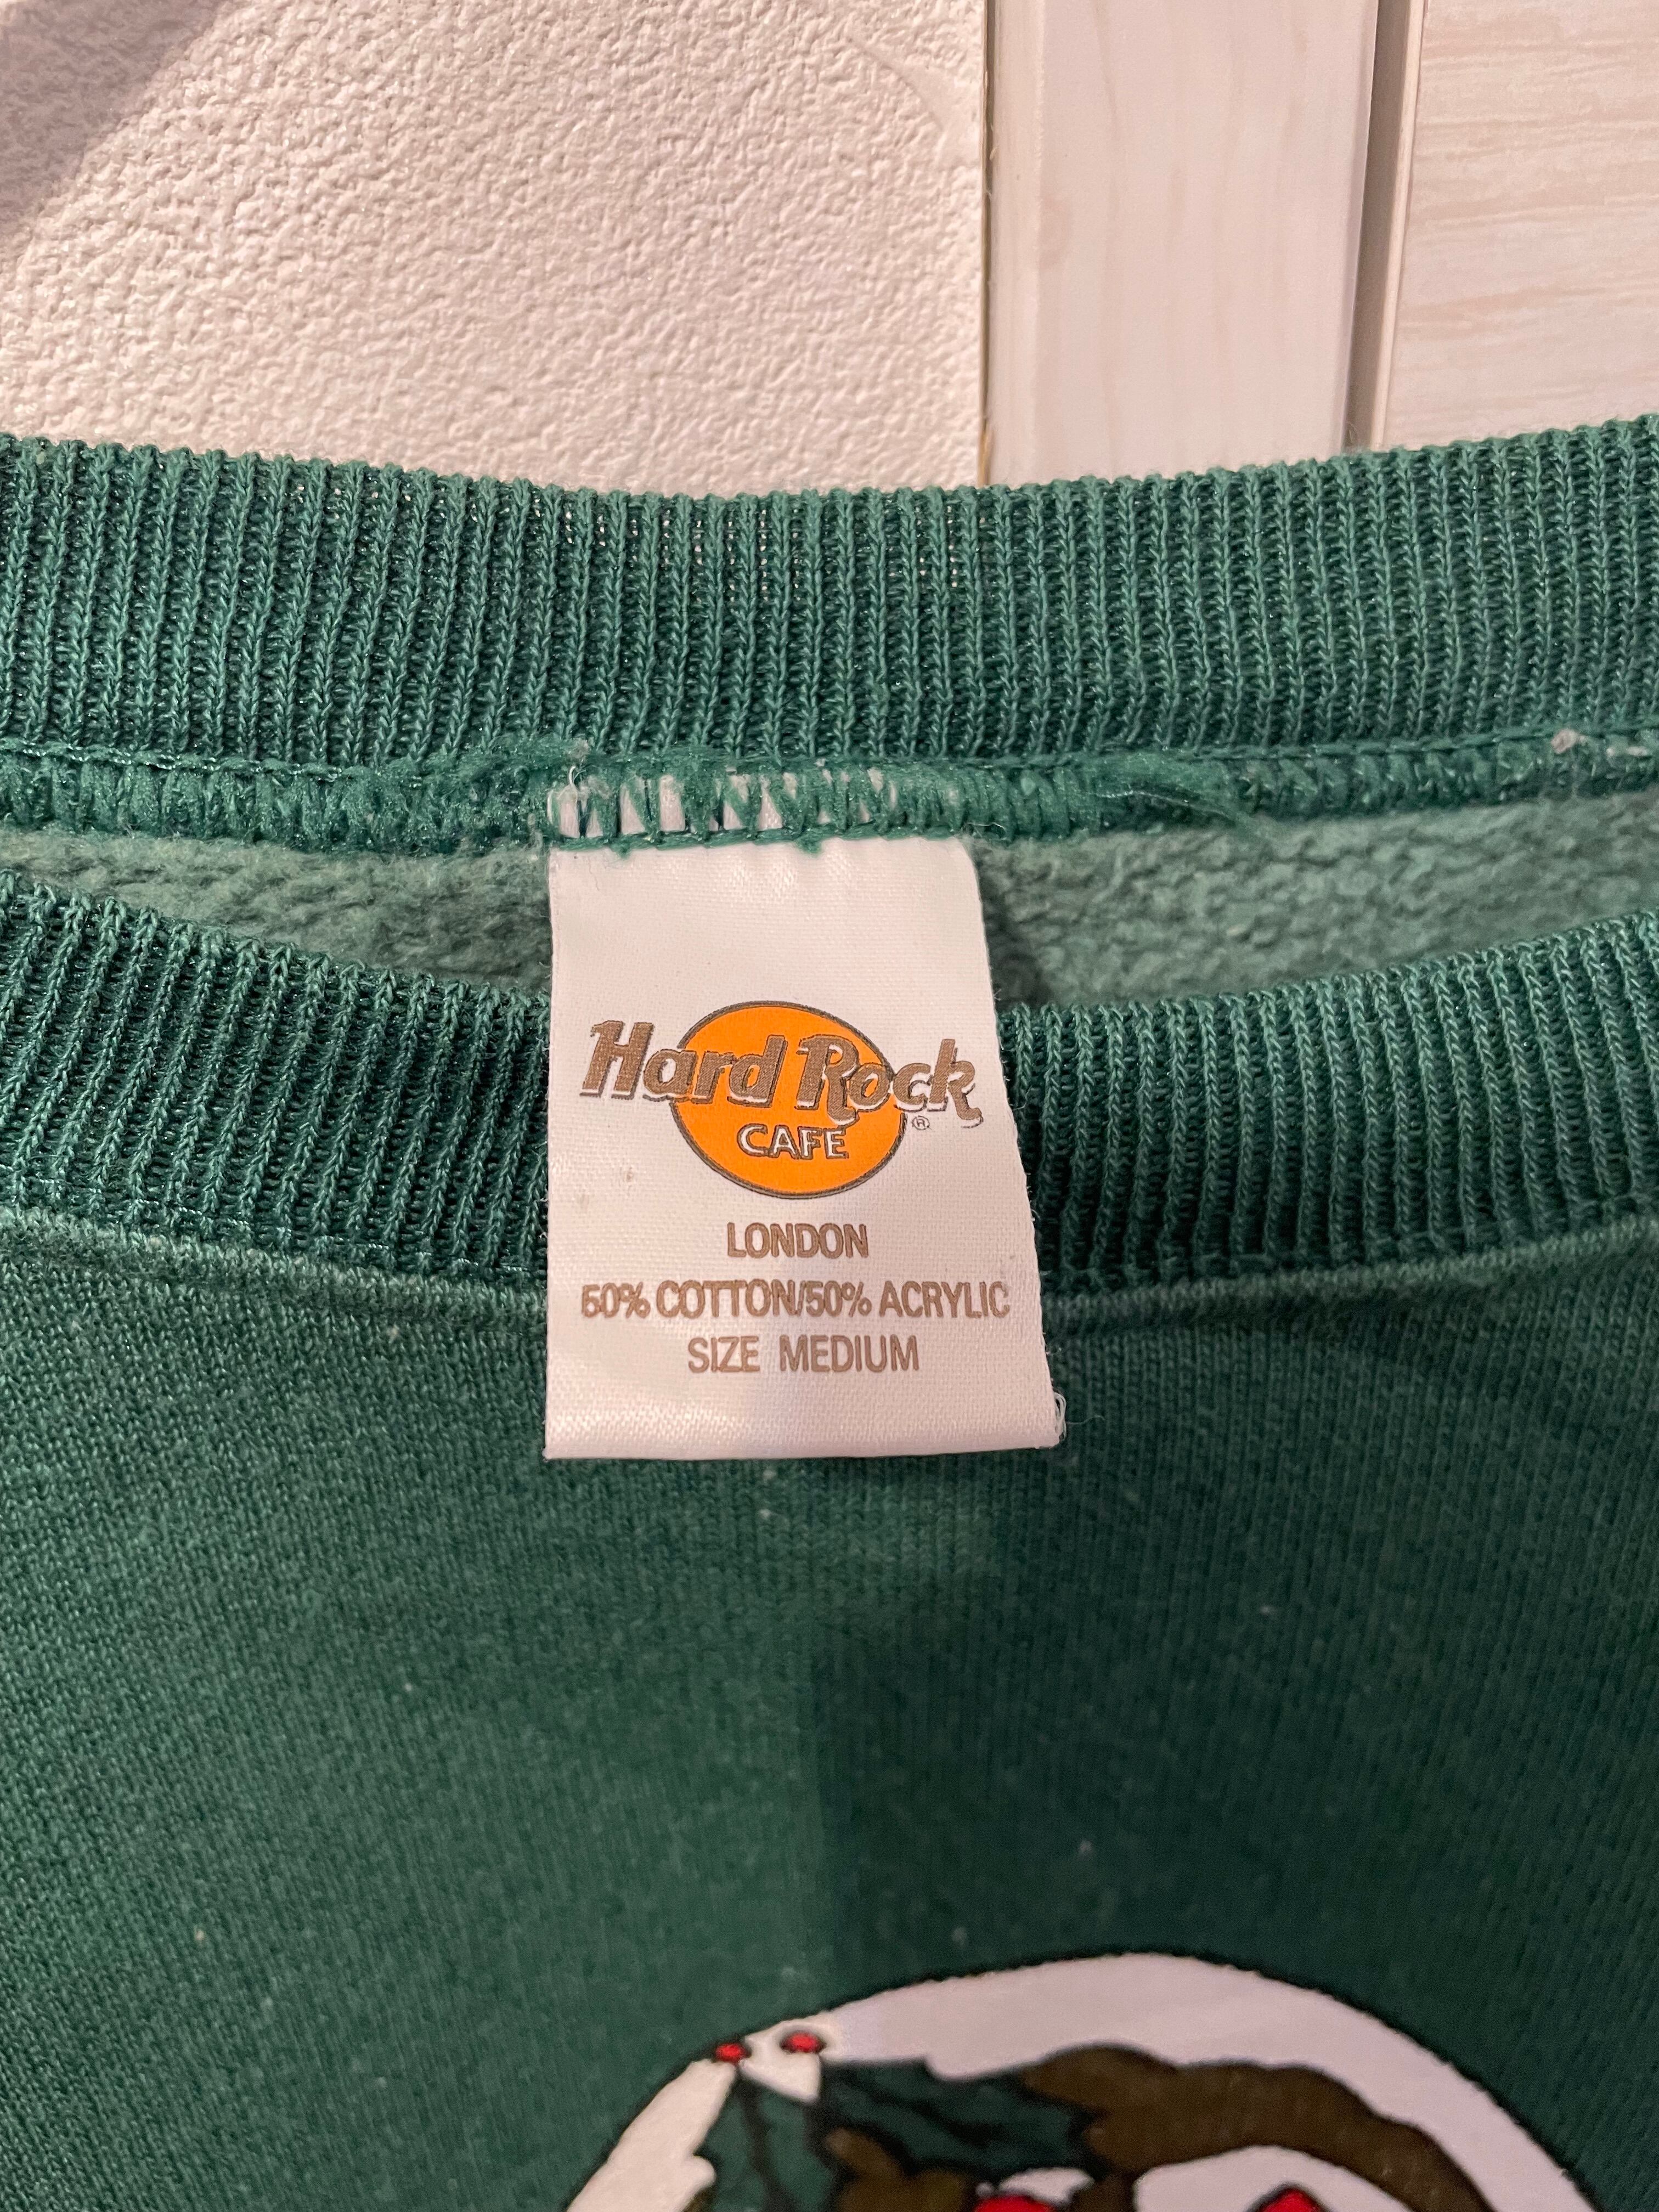 Hard Rock
CAFE
®
LONDON
50% COTTON/50% ACRYLIC
SIZE MEDIUM